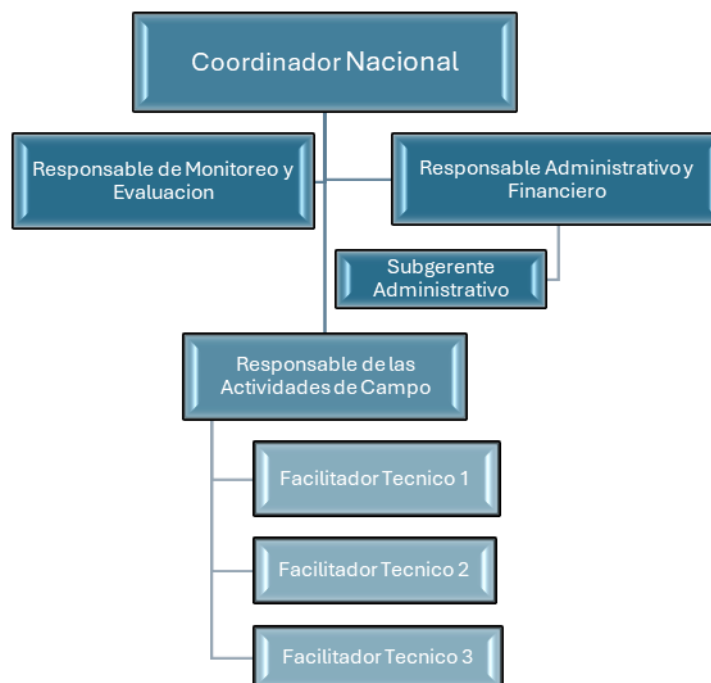 Coordinador Nacional
Responsable de Monitoreo y
Evaluacion
Responsable Administrativo y
Financiero
Subgerente
Administrativo
Responsable de las
Actividades de Campo
Facilitador Tecnico 1
Facilitador Tecnico 2
Facilitador Tecnico 3